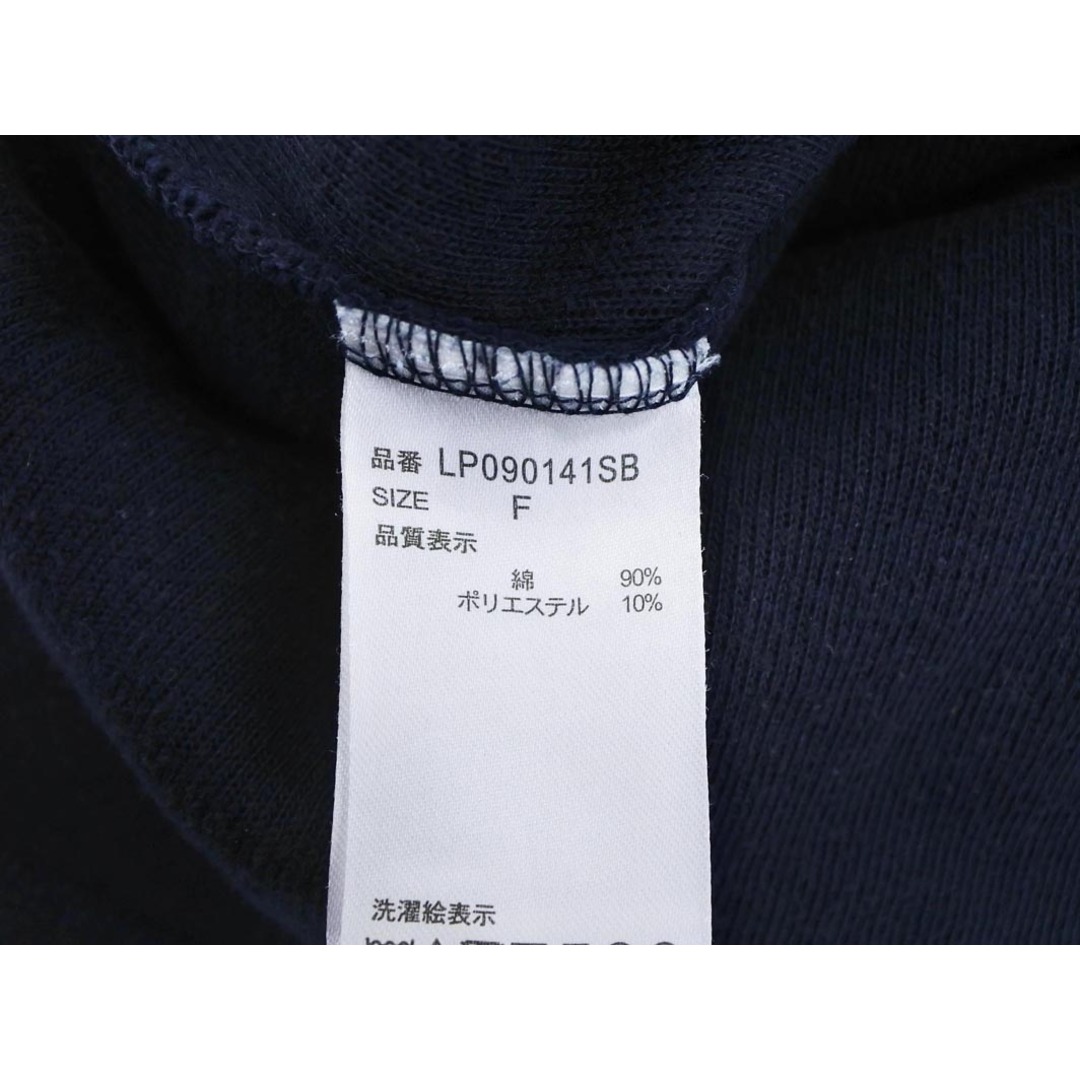 品番 LP090141SB
SIZE F
品質表示
綿 90%
ポリエステル 10%
洗濯絵表示